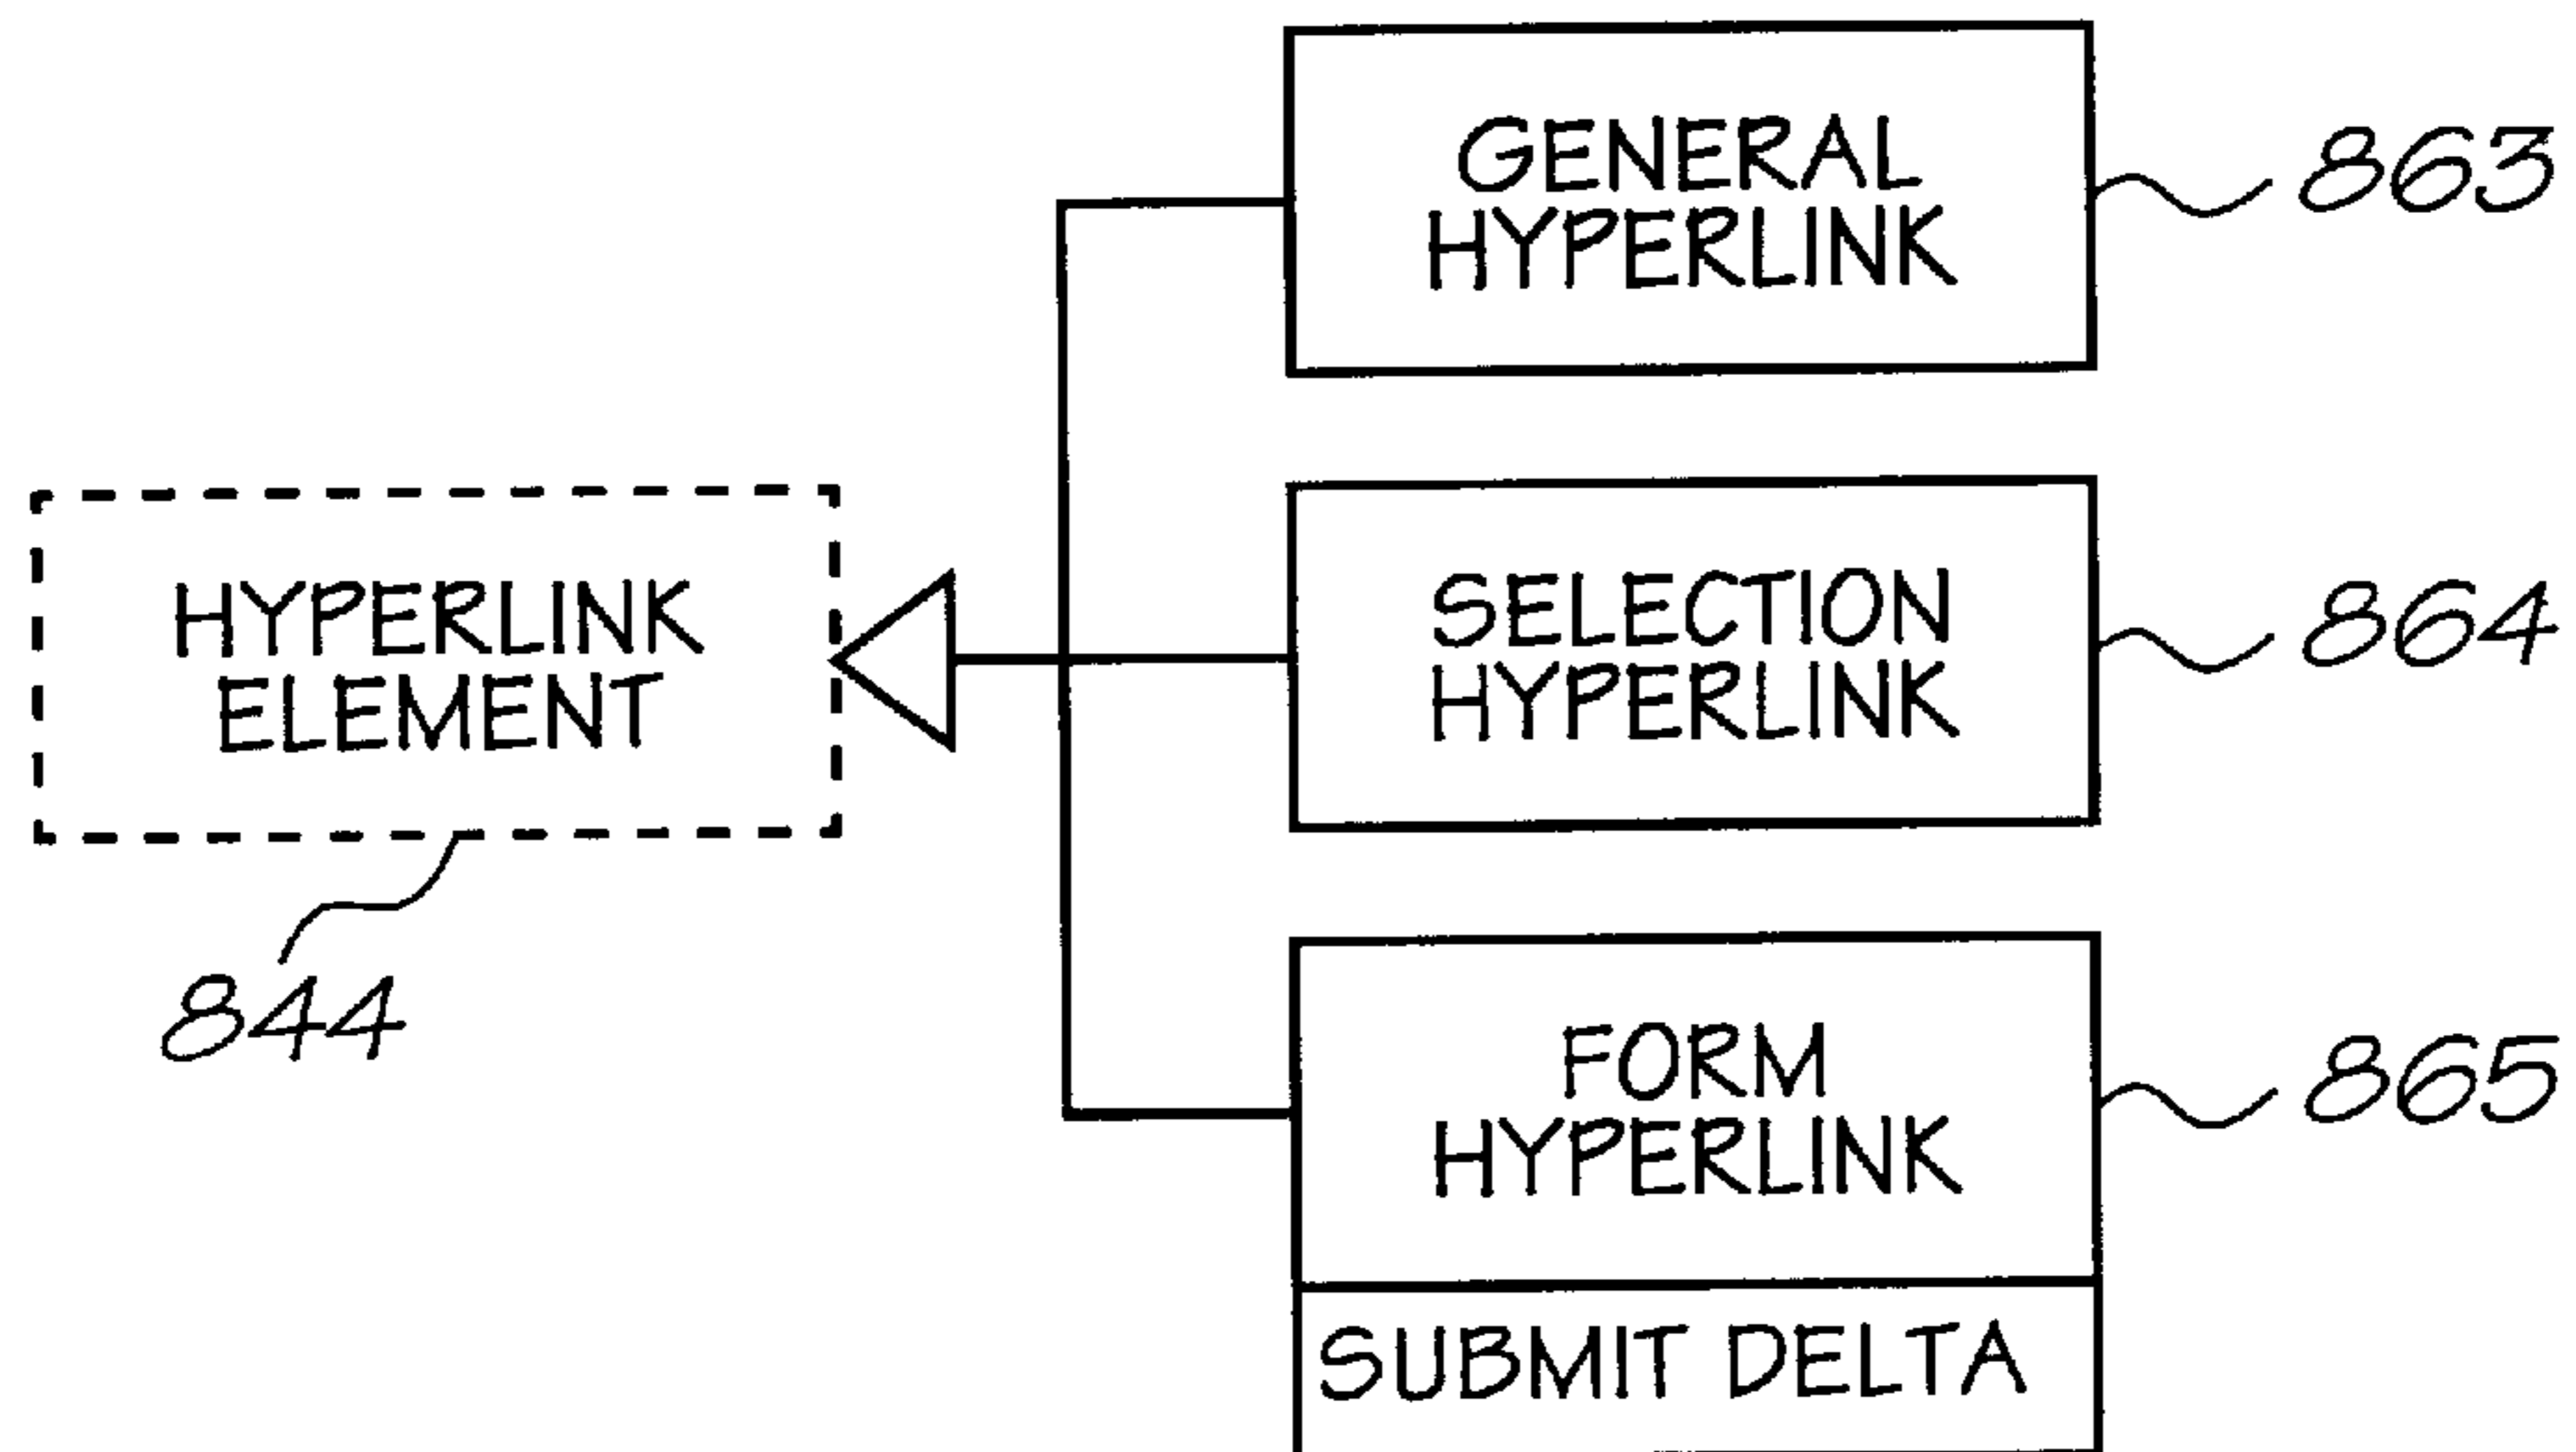 GENERAL
HYPERLINK
863
HYPERLINK
ELEMENT
844
SELECTION
HYPERLINK
864
FORM
HYPERLINK
865
SUBMIT DELTA